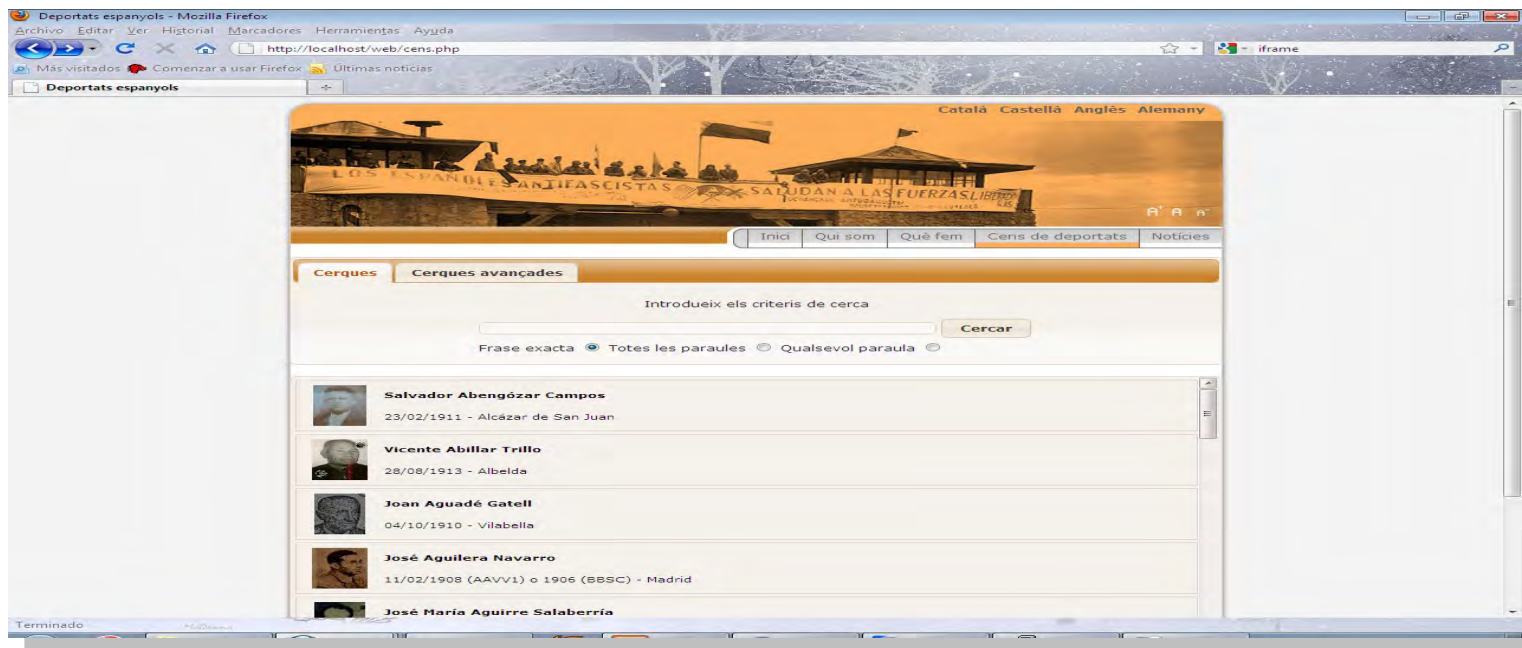 Deportats espanyols - Mozilla Firefox
Archivo Editar Ver Historial Marcadores Herramientas Ayuda
http://localhost/web/cens.php
iframe
Más visitados Comenzar a usar Firefox Últimas noticias
Deportats espanyols
Català Castellà Anglès Alemany
LOS ESPAÑOLES ANTIFASCISTAS SALUDAN A LAS FUERZAS
A+ A A-
Inici Qui som Què fem Cens de deportats Notícies
Cerques Cerques avançades
Introdueix els criteris de cerca
Cercar
Frase exacta Totes les paraules Qualsevol paraula
Salvador Abengózar Campos
23/02/1911 - Alcázar de San Juan
Vicente Abillar Trillo
28/08/1913 - Albelda
Joan Aguadé Gatell
04/10/1910 - Vilabella
José Aguilera Navarro
11/02/1908 (AAVV1) o 1906 (BBSC) - Madrid
José María Aguirre Salaberría
Terminado